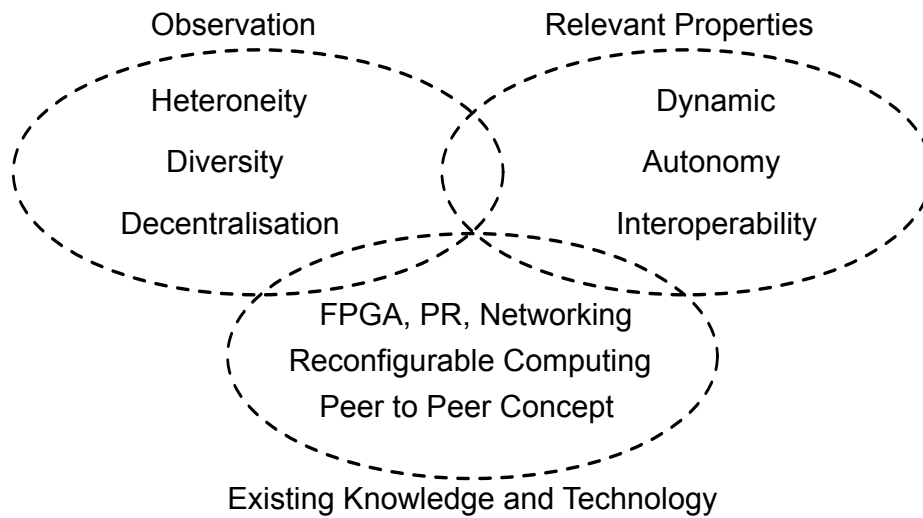 Observation
Relevant Properties
Heteroneity
Diversity
Decentralisation
Dynamic
Autonomy
Interoperability
FPGA, PR, Networking
Reconfigurable Computing
Peer to Peer Concept
Existing Knowledge and Technology